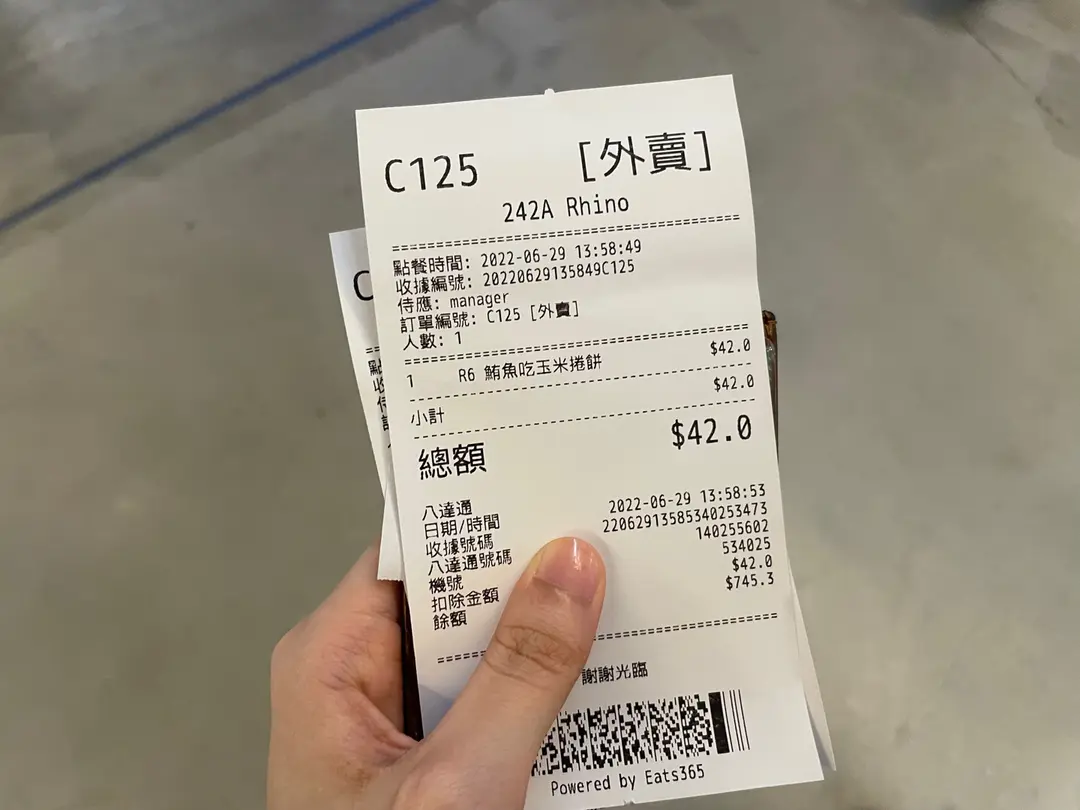 C125 [外賣]
242A Rhino
點餐時間: 2022-06-29 13:58:49
收據編號: 20220629135849C125
侍應: manager
訂單編號: C125 [外賣]
人數: 1
1 R6 鮪魚吃玉米捲餅 $42.0
小計 $42.0
總額 $42.0
八達通
日期/時間 2022-06-29 13:58:53
收據號碼 22062913585340253473
八達通號碼 140255602
機號 534025
扣除金額 $42.0
餘額 $745.3
謝謝光臨
Powered by Eats365
C